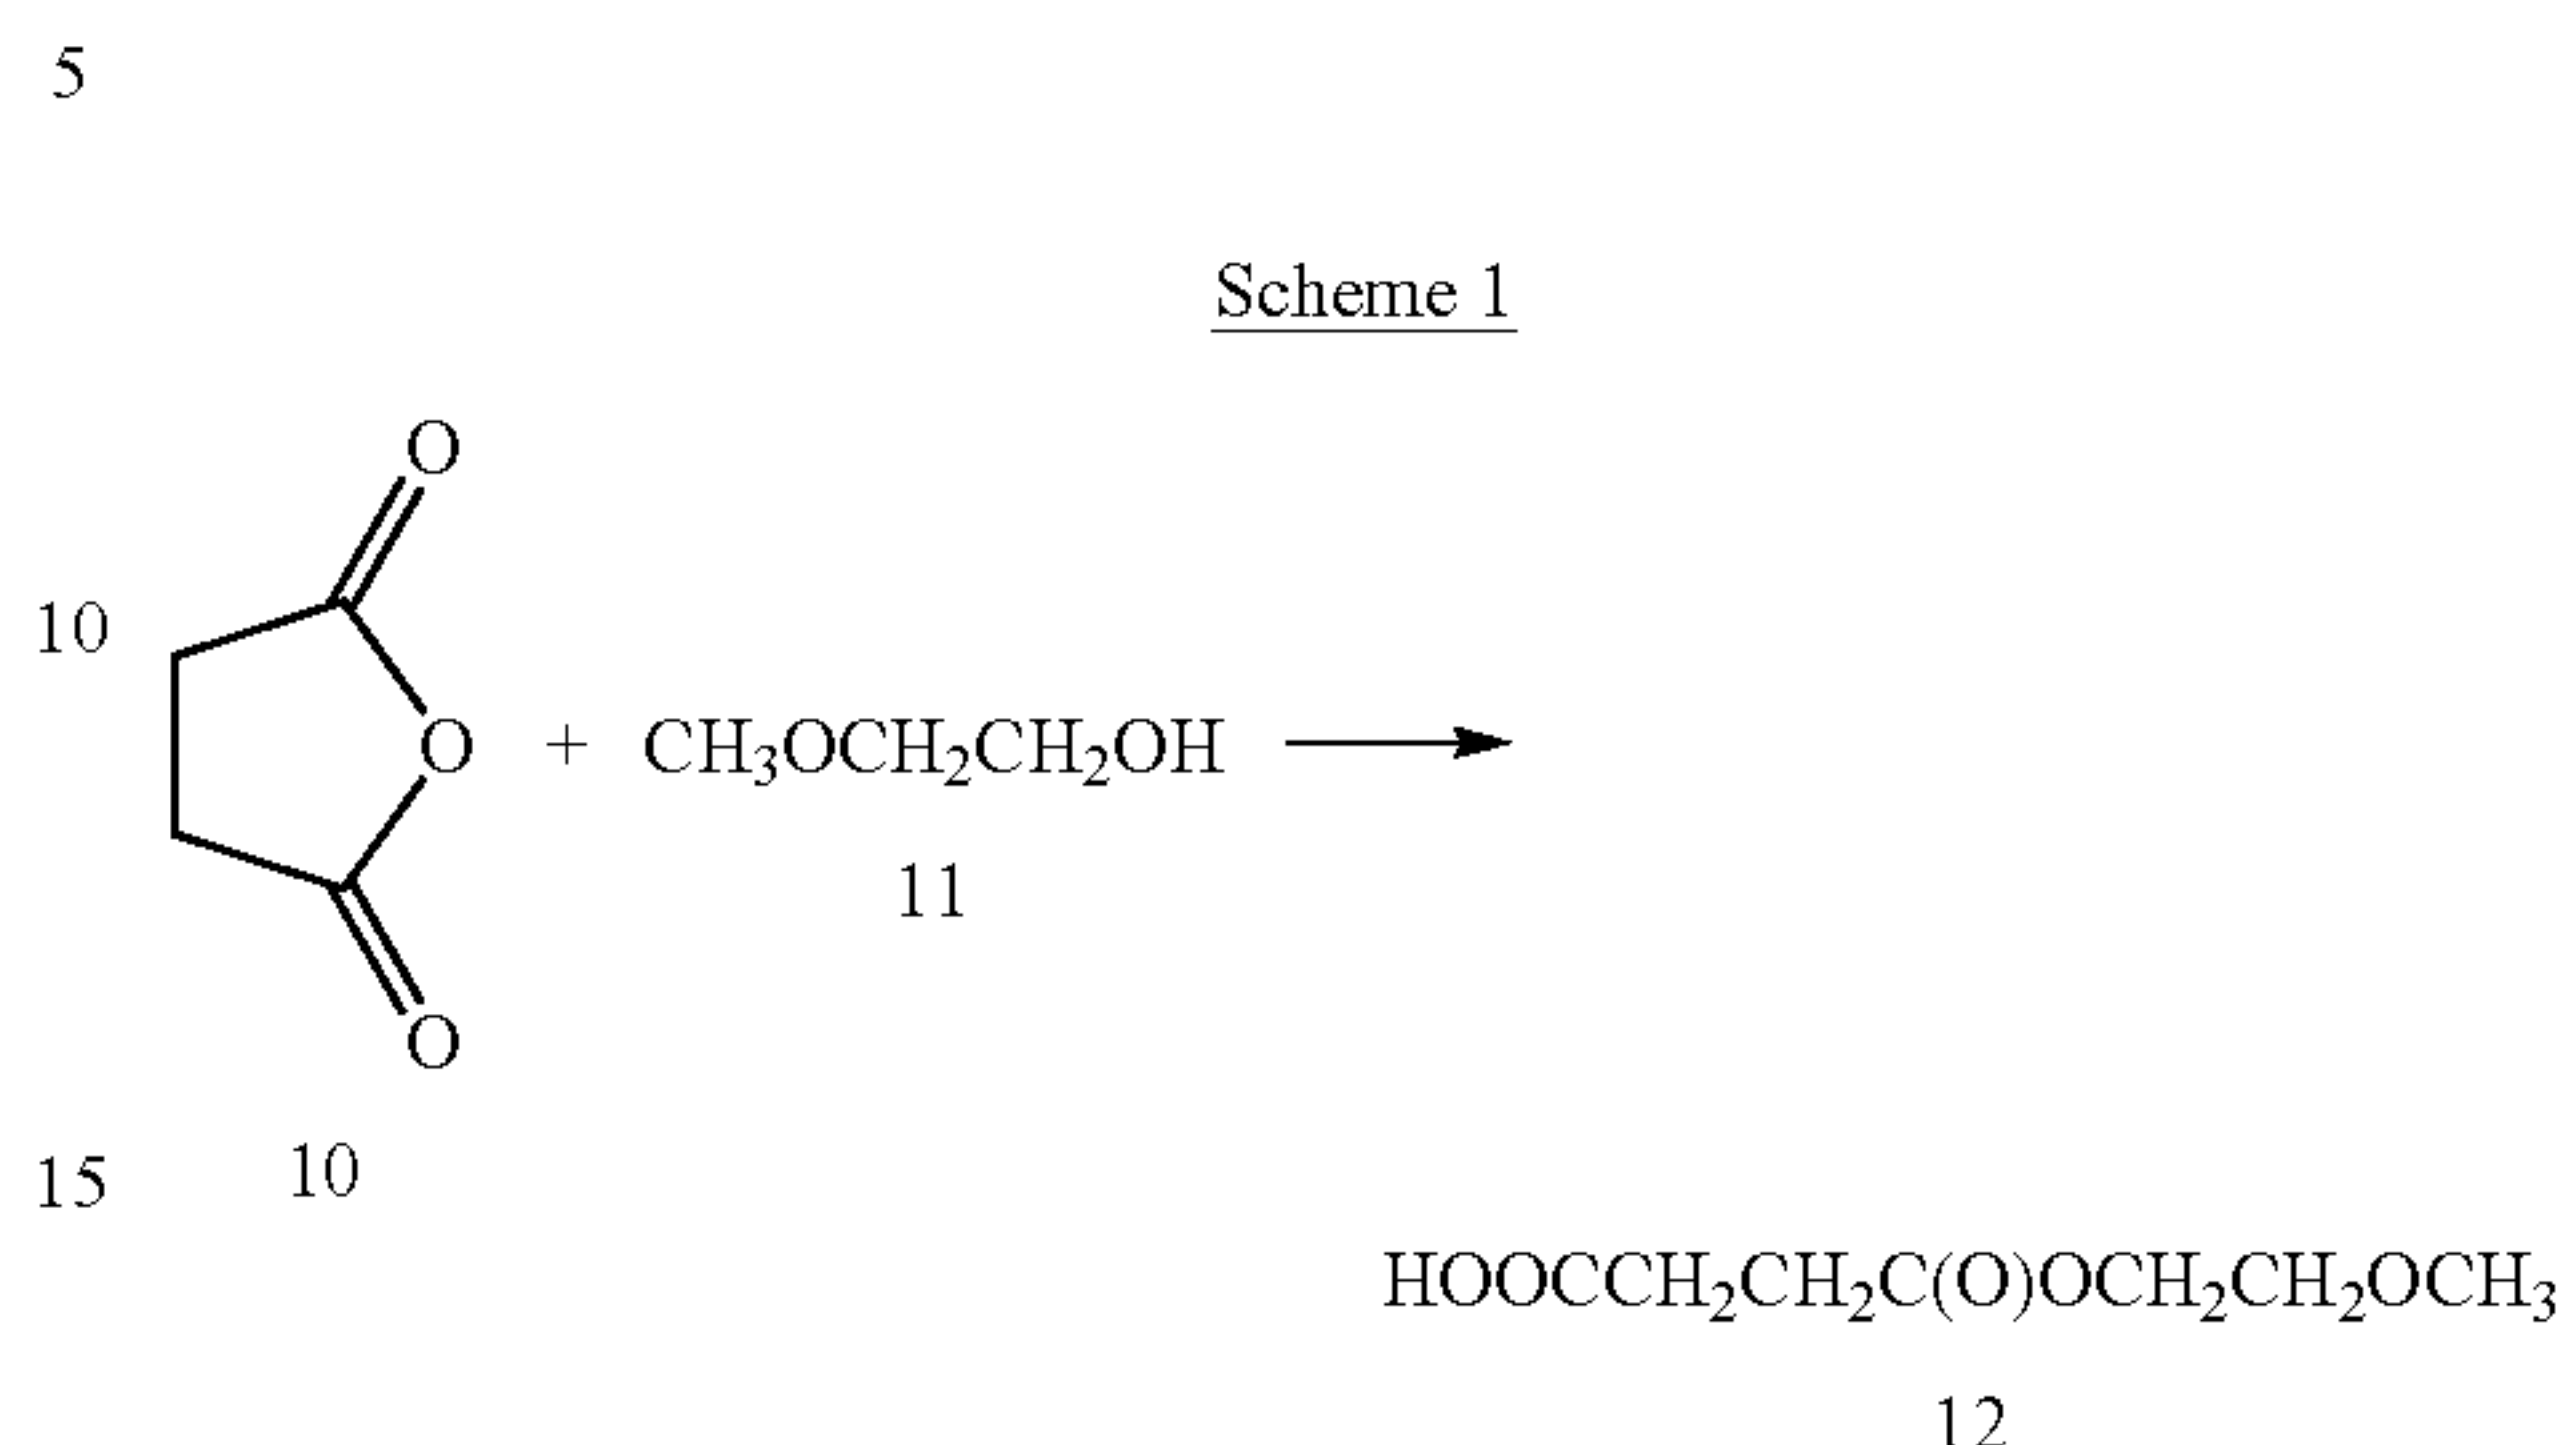 5
Scheme 1
O
10
O + CH₃OCH₂CH₂OH
11
O
15 10
HOOCCH₂CH₂C(O)OCH₂CH₂OCH₃
12